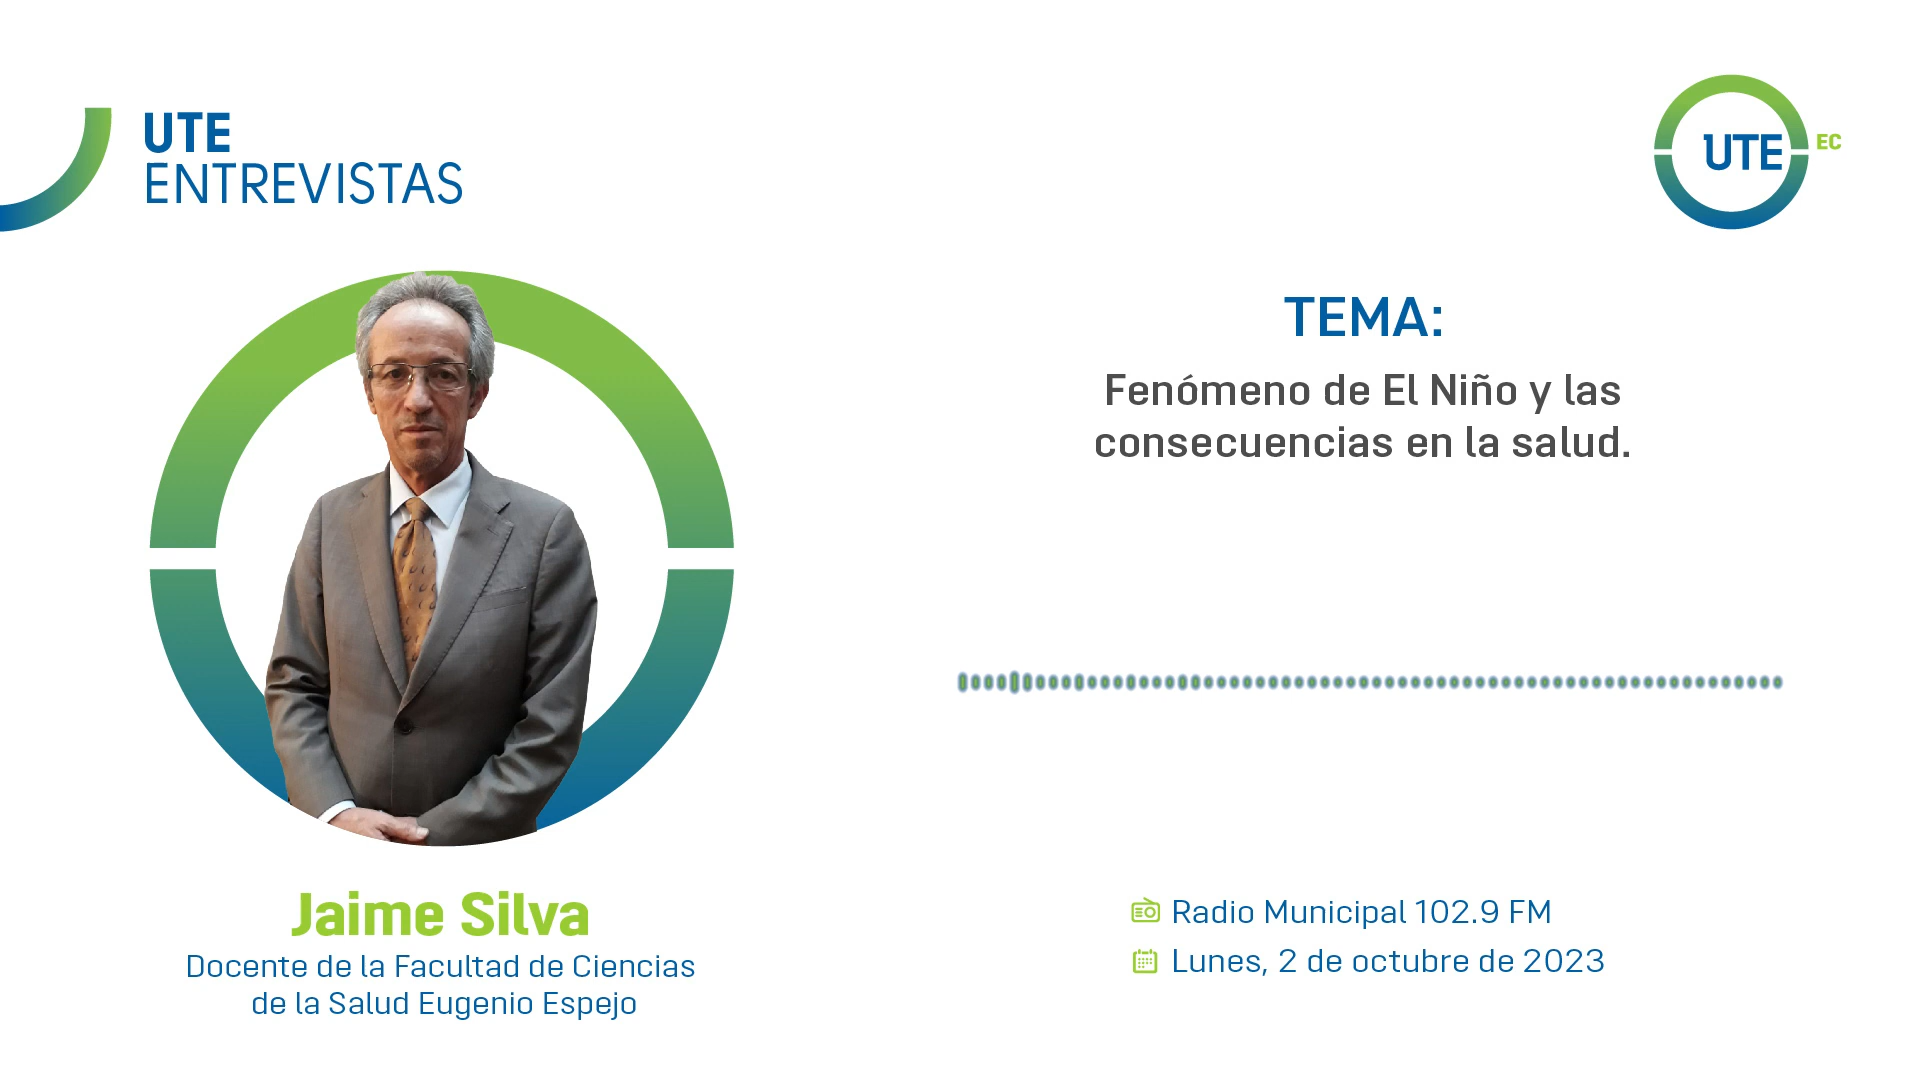 UTE
ENTREVISTAS
UTE EC
TEMA:
Fenómeno de El Niño y las
consecuencias en la salud.
Jaime Silva
Docente de la Facultad de Ciencias
de la Salud Eugenio Espejo
Radio Municipal 102.9 FM
Lunes, 2 de octubre de 2023